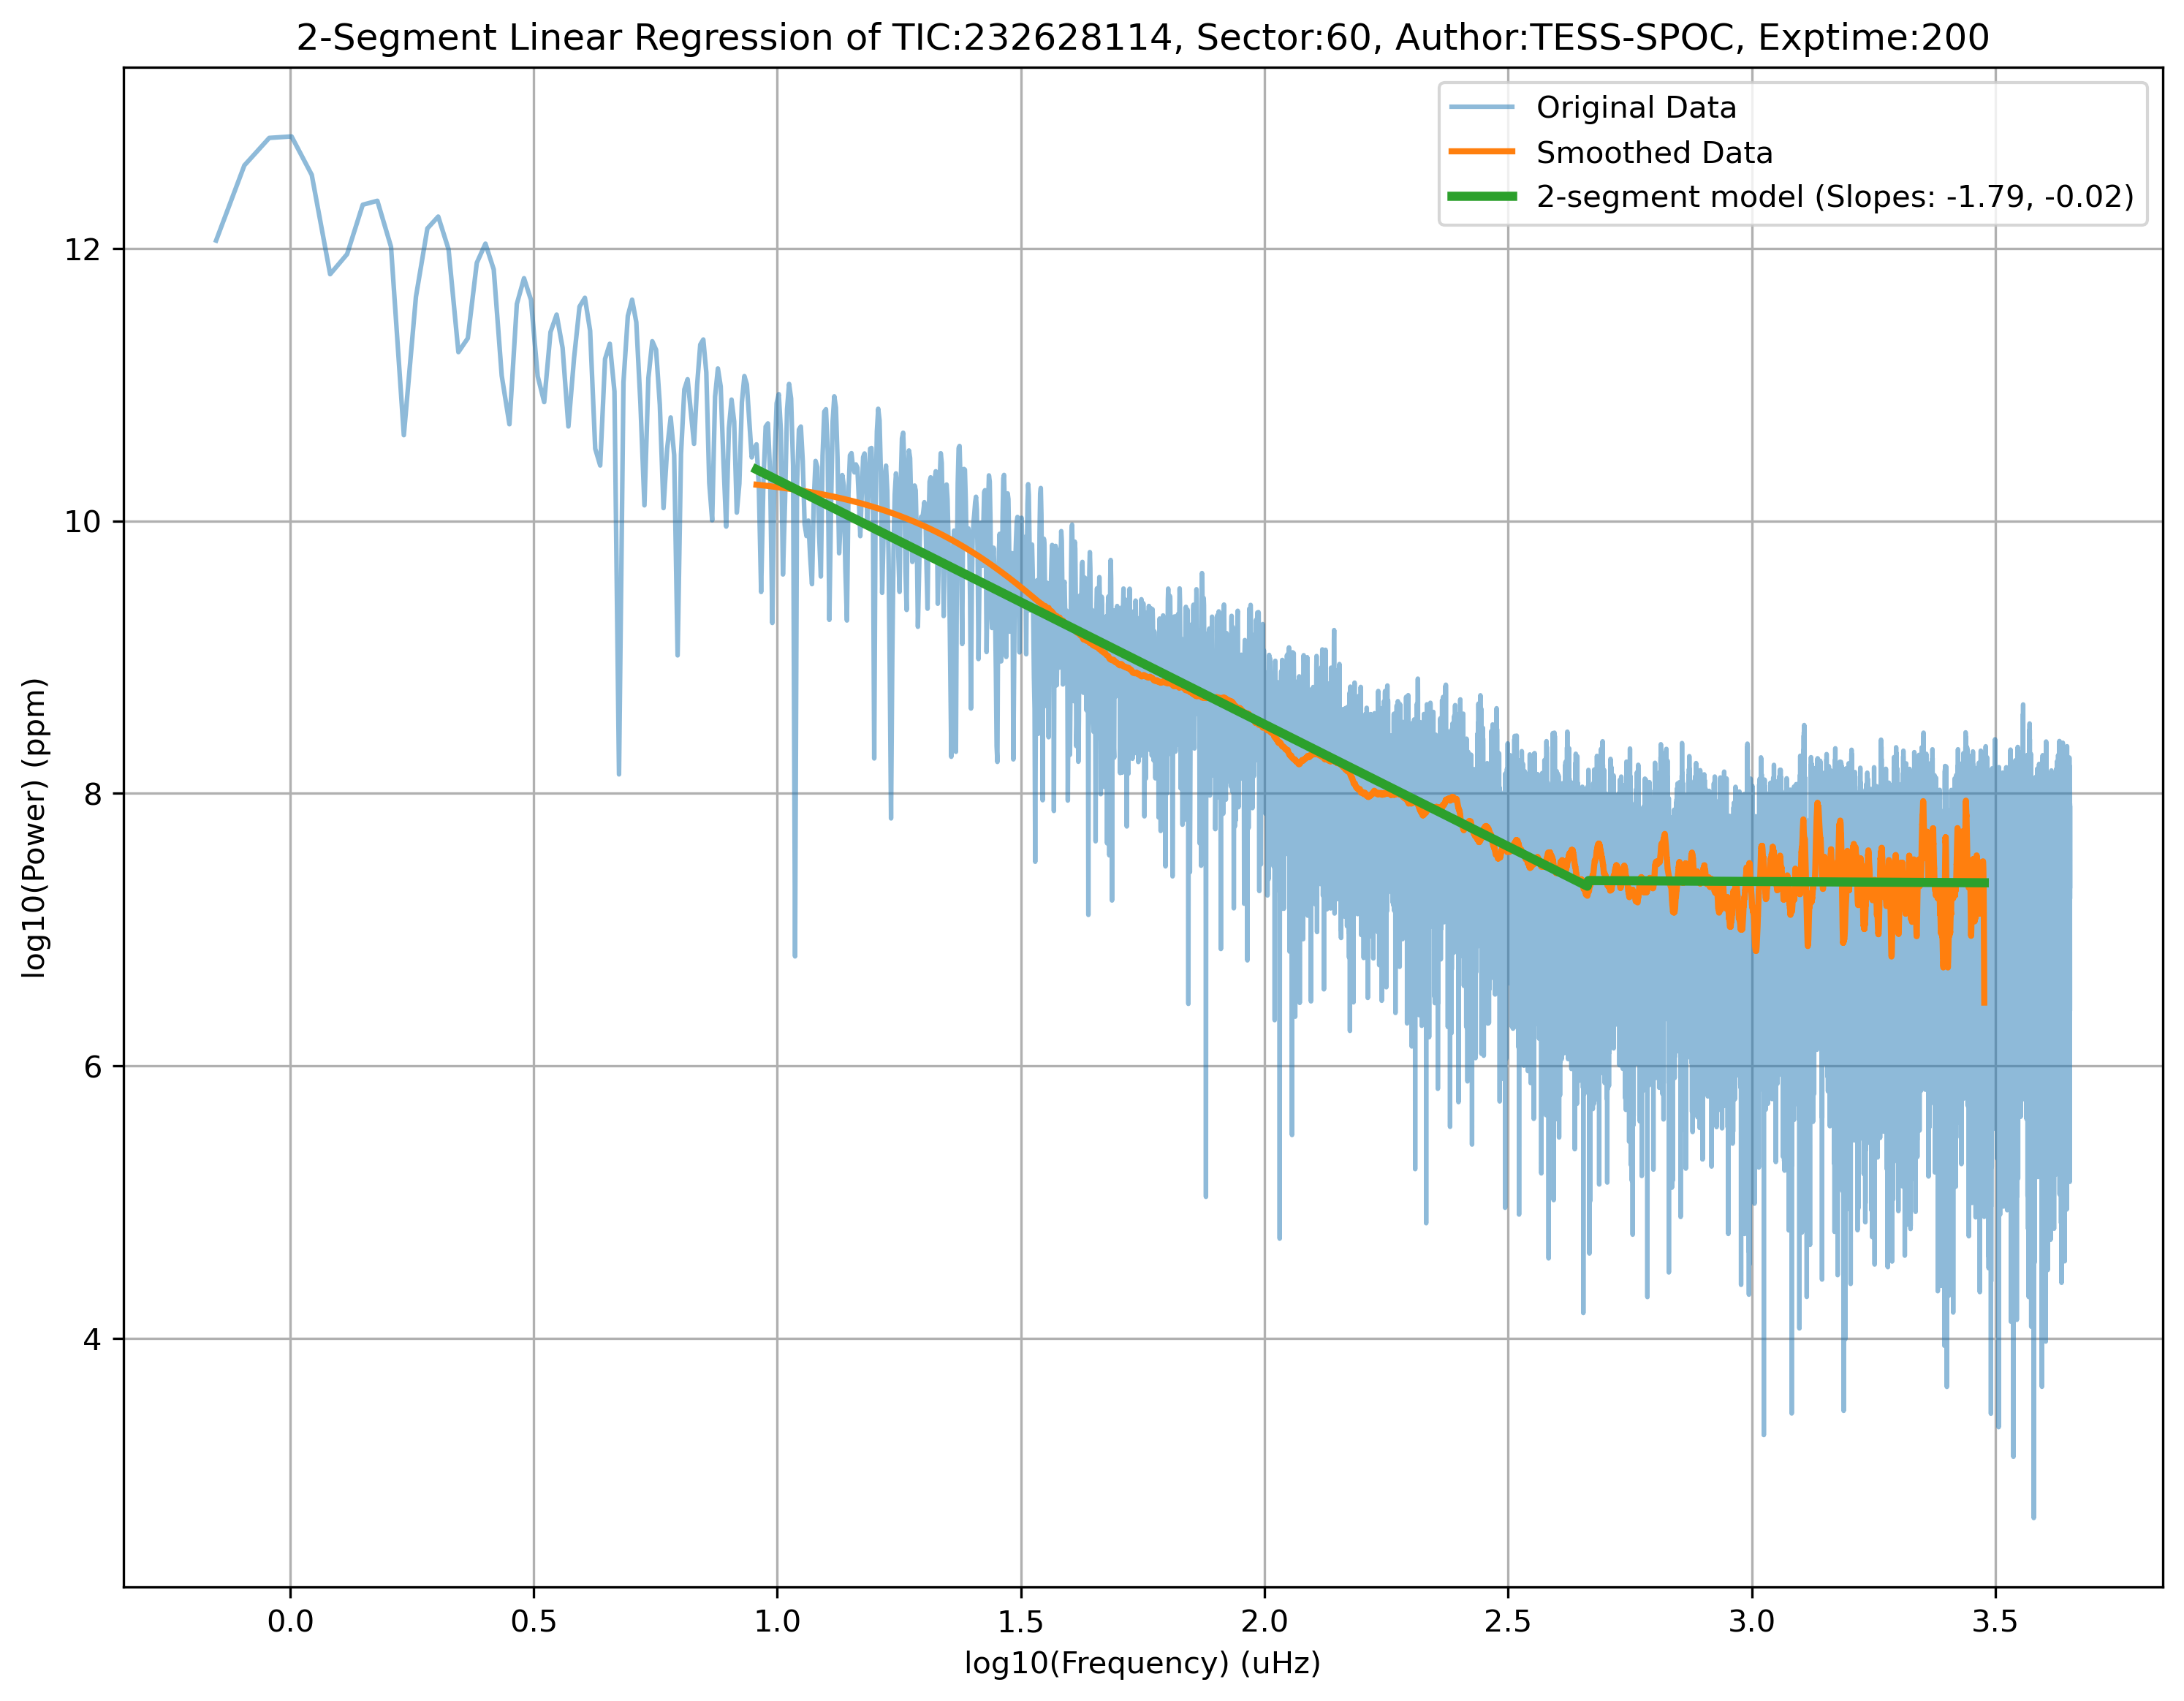 2-Segment Linear Regression of TIC:232628114, Sector:60, Author:TESS-SPOC, Exptime:200
Original Data
Smoothed Data
2-segment model (Slopes: -1.79, -0.02)
log10(Power) (ppm)
12
10
8
6
4
0.0 0.5 1.0 1.5 2.0 2.5 3.0 3.5
log10(Frequency) (uHz)